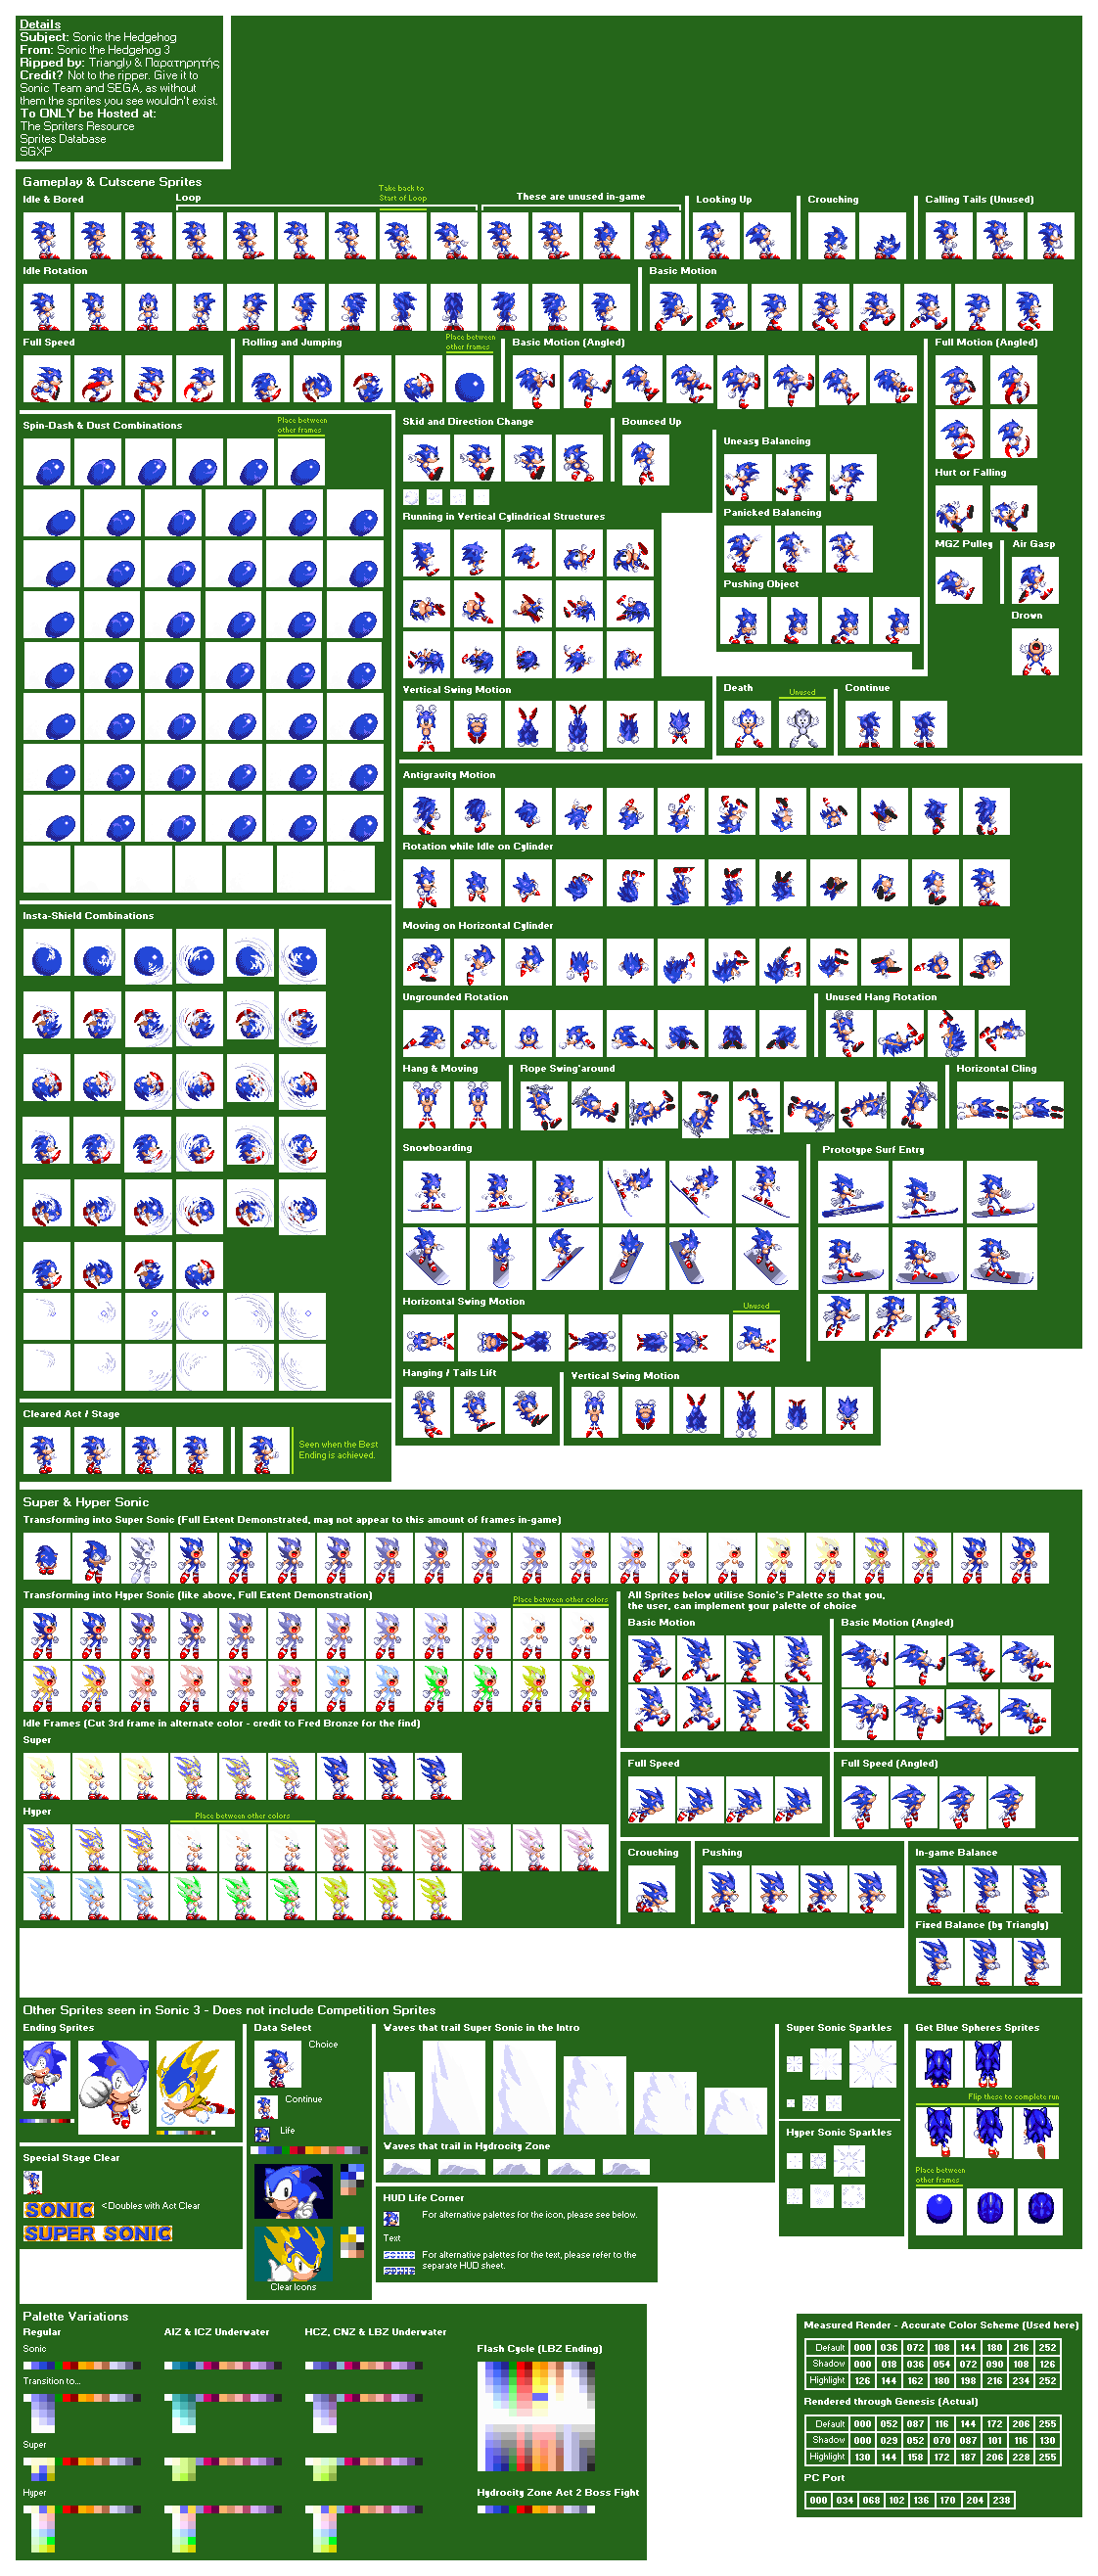 Details
Subject: Sonic the Hedgehog
From: Sonic the Hedgehog 3
Ripped by: Triangly & Παρατηρητής
Credit? Not to the ripper. Give it to
Sonic Team and SEGA, as without
them the sprites you see wouldn't exist.
To ONLY be Hosted at:
The Spriters Resource
Sprites Database
SGXP
Gameplay & Cutscene Sprites
Idle & Bored
Loop
Take back to
Start of Loop
These are unused in-game
Looking Up
Crouching
Calling Tails (Unused)
Idle Rotation
Basic Motion
Full Speed
Rolling and Jumping
Place between
other frames
Basic Motion (Angled)
Full Motion (Angled)
Spin-Dash & Dust Combinations
Place between
other frames
Skid and Direction Change
Bounced Up
Uneasy Balancing
Hurt or Falling
Running in Vertical Cylindrical Structures
Panicked Balancing
MGZ Pulley
Air Gasp
Pushing Object
Drown
Vertical Swing Motion
Death
Unused
Continue
Antigravity Motion
Rotation while Idle on Cylinder
Insta-Shield Combinations
Moving on Horizontal Cylinder
Ungrounded Rotation
Unused Hang Rotation
Hang & Moving
Rope Swing'around
Horizontal Cling
Snowboarding
Prototype Surf Entry
Horizontal Swing Motion
Unused
Hanging / Tails Lift
Vertical Swing Motion
Cleared Act / Stage
Seen when the Best
Ending is achieved.
Super & Hyper Sonic
Transforming into Super Sonic (Full Extent Demonstrated, may not appear to this amount of frames in-game)
Transforming into Hyper Sonic (like above, Full Extent Demonstration)
Place between other colors
All Sprites below utilise Sonic's Palette so that you,
the user, can implement your palette of choice
Basic Motion
Basic Motion (Angled)
Idle Frames (Cut 3rd frame in alternate color - credit to Fred Bronze for the find)
Super
Full Speed
Full Speed (Angled)
Hyper
Place between other colors
Crouching
Pushing
In-game Balance
Fixed Balance (by Triangly)
Other Sprites seen in Sonic 3 - Does not include Competition Sprites
Ending Sprites
Data Select
Choice
Continue
Life
Waves that trail Super Sonic in the Intro
Super Sonic Sparkles
Get Blue Spheres Sprites
Flip these to complete run
Hyper Sonic Sparkles
Waves that trail in Hydrocity Zone
Special Stage Clear
Place between
other frames
SONIC
<Doubles with Act Clear
SUPER SONIC
Clear Icons
HUD Life Corner
For alternative palettes for the icon, please see below.
Text
SONIC
For alternative palettes for the text, please refer to the
separate HUD sheet.
Palette Variations
Regular
AIZ & ICZ Underwater
HCZ, CNZ & LBZ Underwater
Sonic
Flash Cycle (LBZ Ending)
Transition to...
Super
Hyper
Hydrocity Zone Act 2 Boss Fight
Measured Render - Accurate Color Scheme (Used here)
Default 000 036 072 108 144 180 216 252
Shadow 000 018 036 054 072 090 108 126
Highlight 126 144 162 180 198 216 234 252
Rendered through Genesis (Actual)
Default 000 052 087 116 144 172 206 255
Shadow 000 029 052 070 087 101 116 130
Highlight 130 144 158 172 187 206 228 255
PC Port
000 034 068 102 136 170 204 238